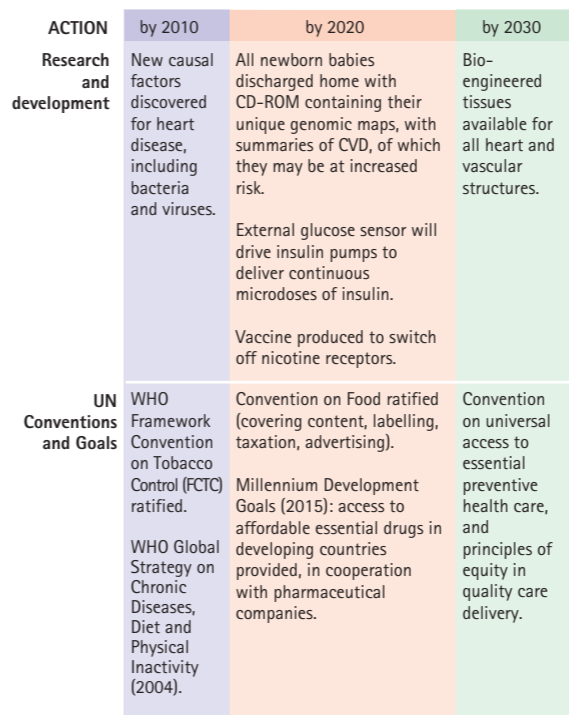 ACTION
by 2010
by 2020
by 2030
Research
and
development
New causal
factors
discovered
for heart
disease,
including
bacteria
and viruses.
All newborn babies
discharged home with
CD-ROM containing their
unique genomic maps, with
summaries of CVD, of which
they may be at increased
risk.
External glucose sensor will
drive insulin pumps to
deliver continuous
microdoses of insulin.
Vaccine produced to switch
off nicotine receptors.
Bio-
engineered
tissues
available for
all heart and
vascular
structures.
UN
Conventions
and Goals
WHO
Framework
Convention
on Tobacco
Control (FCTC)
ratified.
WHO Global
Strategy on
Chronic
Diseases,
Diet and
Physical
Inactivity
(2004).
Convention on Food ratified
(covering content, labelling,
taxation, advertising).
Millennium Development
Goals (2015): access to
affordable essential drugs in
developing countries
provided, in cooperation
with pharmaceutical
companies.
Convention
on universal
access to
essential
preventive
health care,
and
principles of
equity in
quality care
delivery.